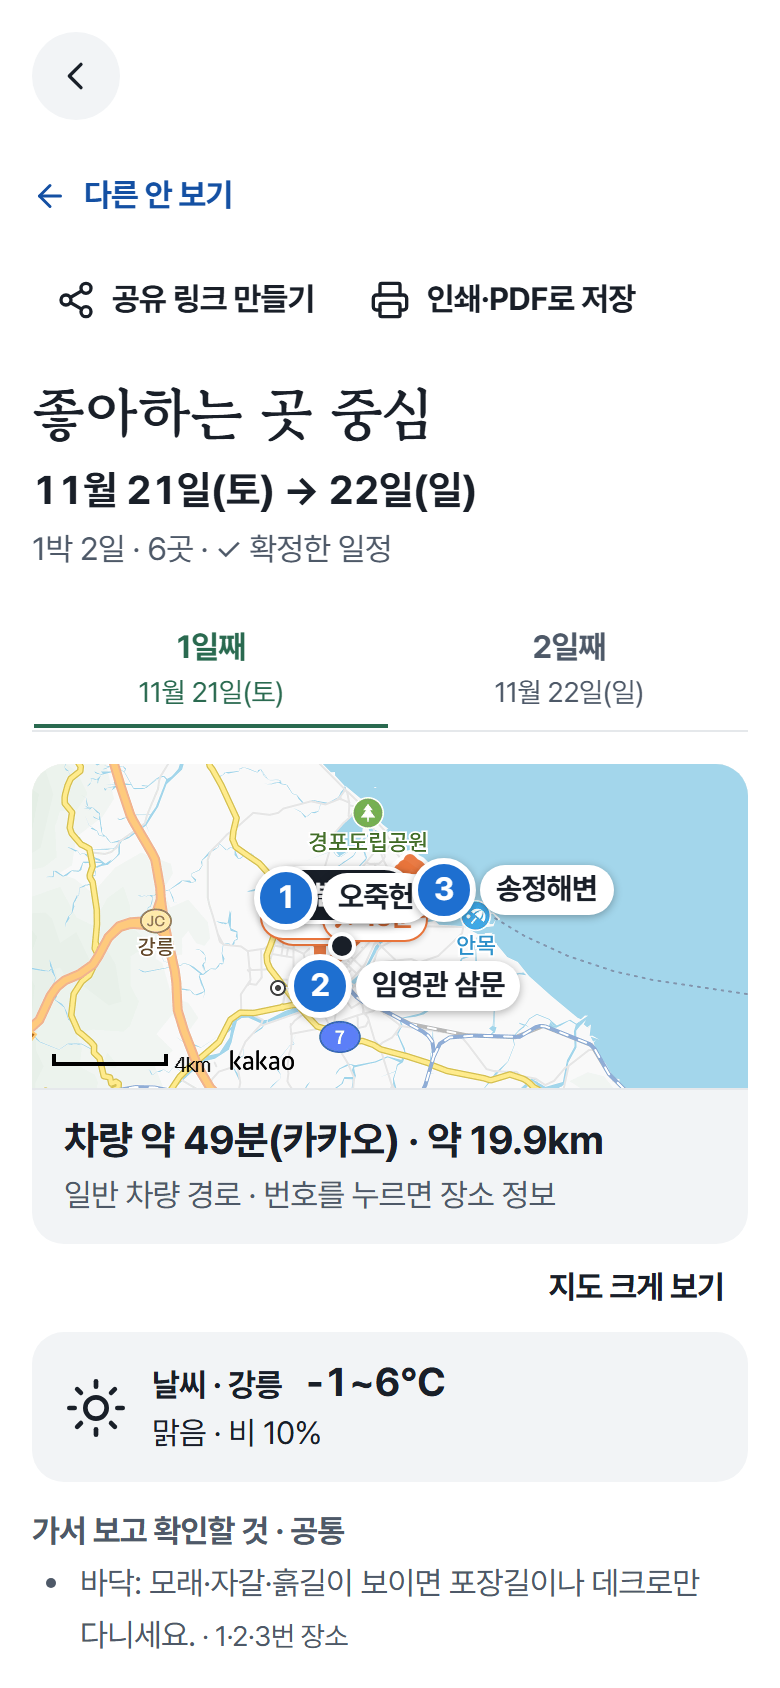 다른 안 보기
공유 링크 만들기
인쇄·PDF로 저장
좋아하는 곳 중심
11월 21일(토) → 22일(일)
1박 2일 · 6곳 · ✓ 확정한 일정
1일째
11월 21일(토)
2일째
11월 22일(일)
경포도립공원
1
오죽헌
3
송정해변
JC
강릉
안목
2
임영관 삼문
7
4km
kakao
차량 약 49분(카카오) · 약 19.9km
일반 차량 경로 · 번호를 누르면 장소 정보
지도 크게 보기
날씨 · 강릉 -1~6°C
맑음 · 비 10%
가서 보고 확인할 것 · 공통
• 바닥: 모래·자갈·흙길이 보이면 포장길이나 데크로만
다니세요. · 1·2·3번 장소